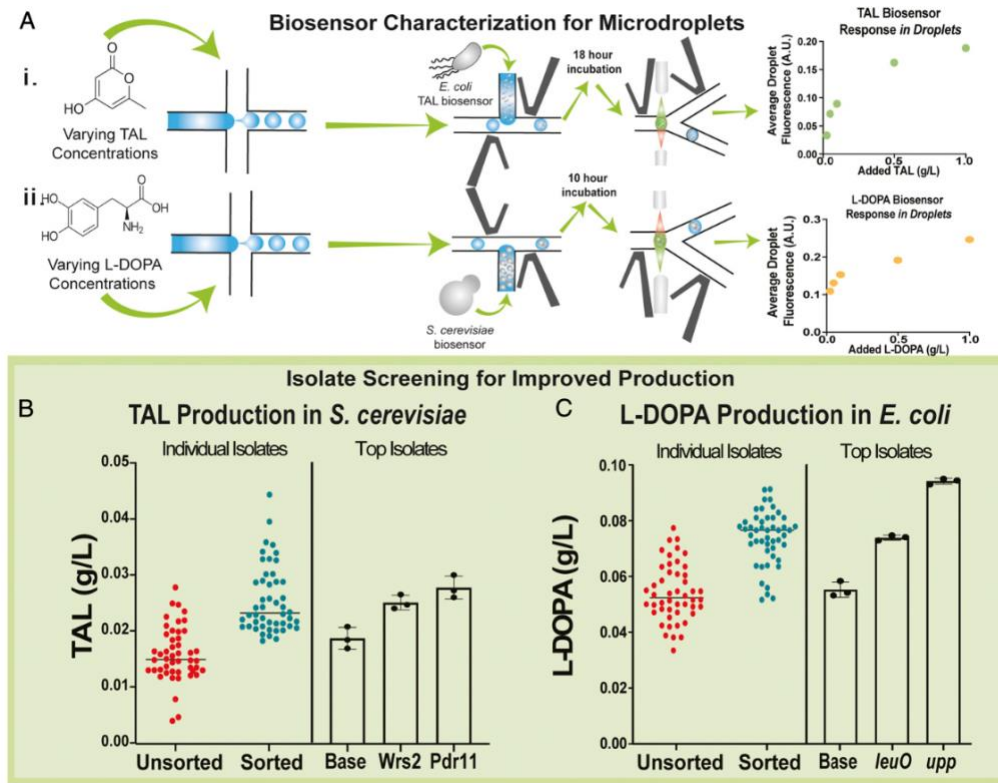 A
Biosensor Characterization for Microdroplets
i.
O
O
HO
Varying TAL
Concentrations
E. coli
TAL biosensor
18 hour
incubation
TAL Biosensor
Response in Droplets
Average Droplet
Fluorescence (A.U.)
0.20
0.15
0.10
0.05
0.00
0.0
0.5
1.0
Added TAL (g/L)
ii.
HO
HO
O
OH
NH2
Varying L-DOPA
Concentrations
10 hour
incubation
S. cerevisiae
biosensor
L-DOPA Biosensor
Response in Droplets
Average Droplet
Fluorescence (A.U.)
0.3
0.2
0.1
0.0
0.0
0.5
1.0
Added L-DOPA (g/L)
Isolate Screening for Improved Production
B
TAL Production in S. cerevisiae
Individual Isolates
Top Isolates
TAL (g/L)
0.05
0.04
0.03
0.02
0.01
0.00
Unsorted Sorted Base Wrs2 Pdr11
C
L-DOPA Production in E. coli
Individual Isolates
Top Isolates
L-DOPA (g/L)
0.10
0.08
0.06
0.04
0.02
0.00
Unsorted Sorted Base leuO upp